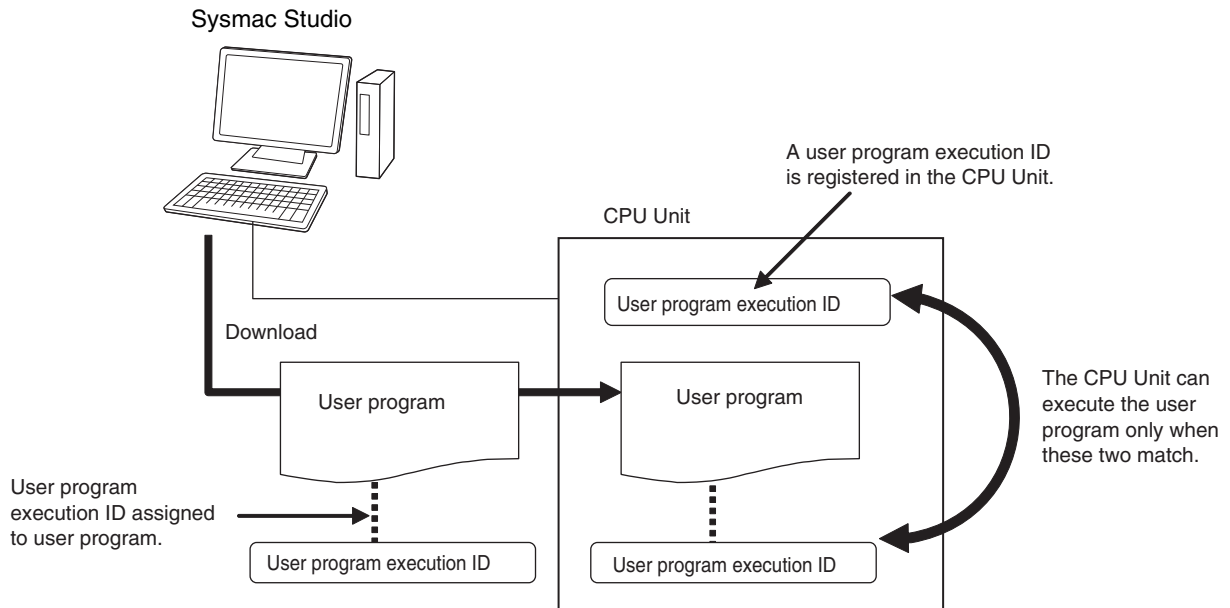 Sysmac Studio
A user program execution ID
is registered in the CPU Unit.
CPU Unit
User program execution ID
Download
User program
User program
The CPU Unit can
execute the user
program only when
these two match.
User program
execution ID assigned
to user program.
User program execution ID
User program execution ID